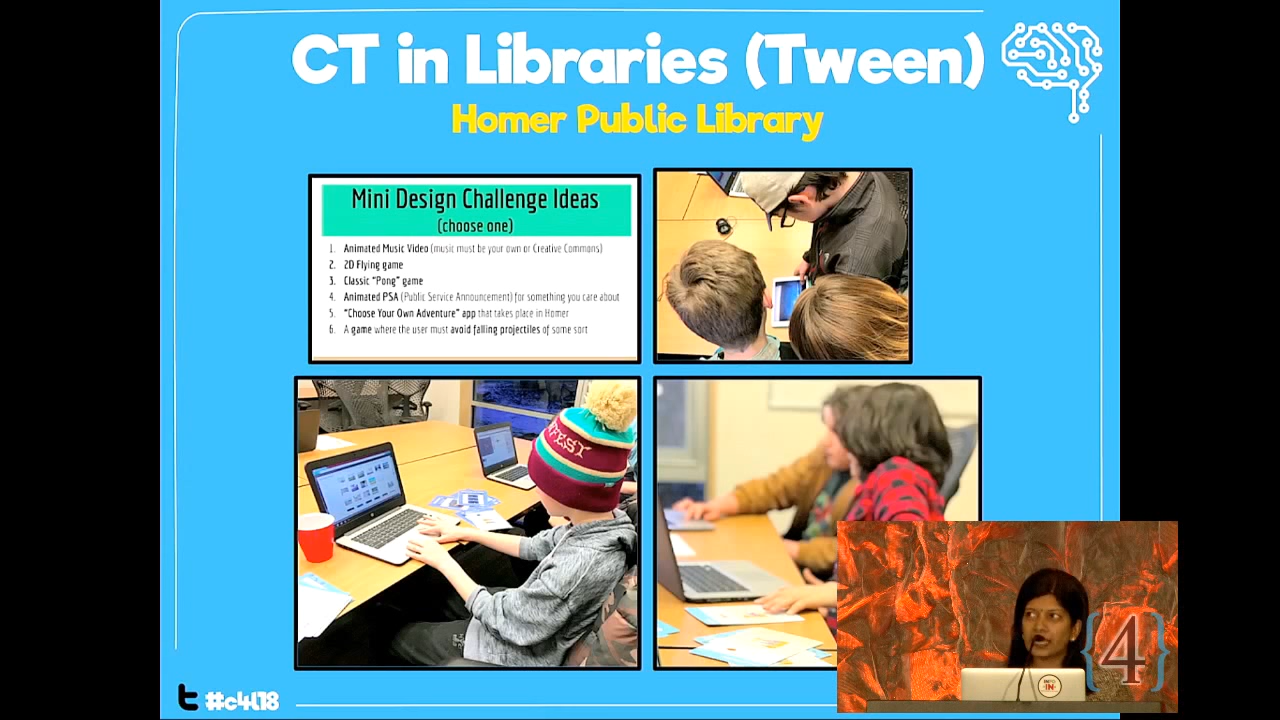 CT in Libraries (Tween)
Homer Public Library
Mini Design Challenge Ideas
(choose one)
1. Animated Music Video (music must be your own or Creative Commons)
2. 2D Flying game
3. Classic "Pong" game
4. Animated PSA (Public Service Announcement) for something you care about
5. "Choose Your Own Adventure" app that takes place in Homer
6. A game where the user must avoid falling projectiles of some sort
{4}
#c4l18